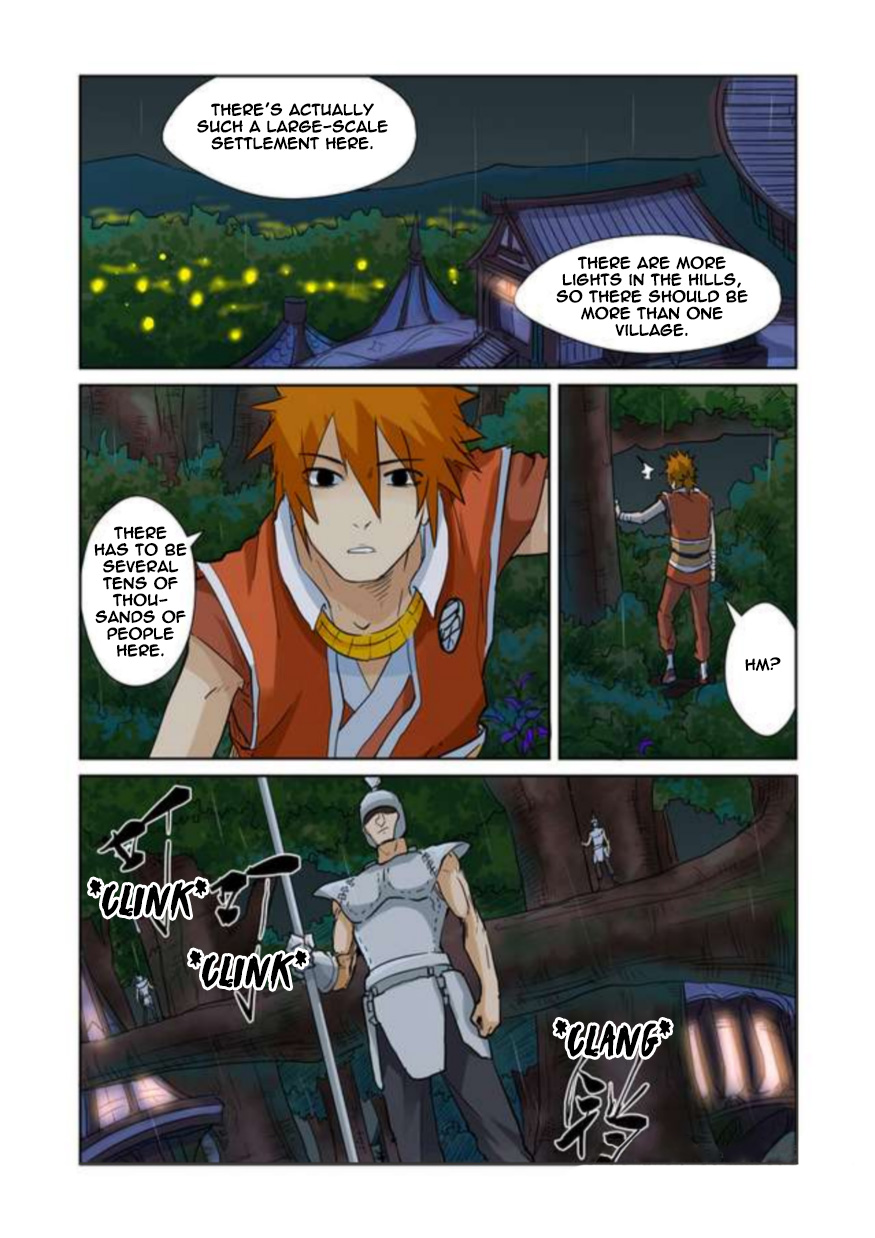 THERE'S ACTUALLY
SUCH A LARGE-SCALE
SETTLEMENT HERE.
THERE ARE MORE
LIGHTS IN THE HILLS,
SO THERE SHOULD BE
MORE THAN ONE
VILLAGE.
THERE
HAS TO BE
SEVERAL
TENS OF
THOU-
SANDS OF
PEOPLE
HERE.
HM?
*CLINK*
*CLINK*
*CLANG*